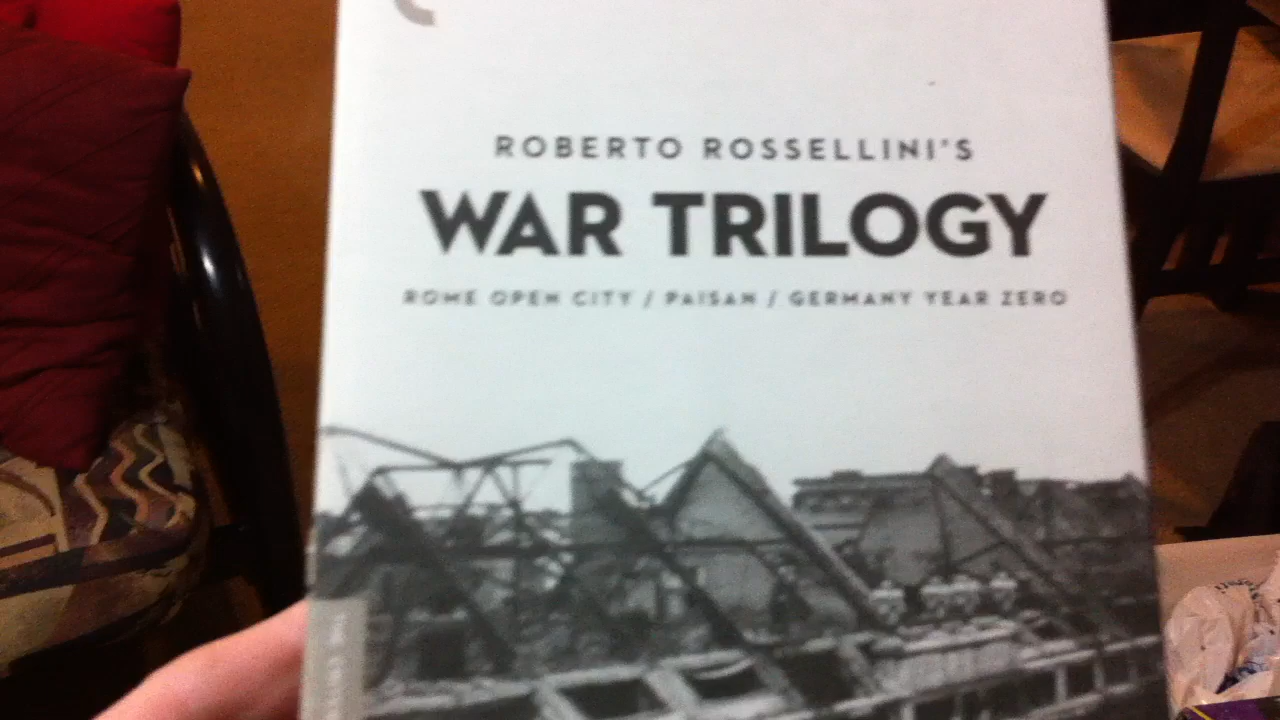 ROBERTO ROSSELLINI'S
WAR TRILOGY
ROME OPEN CITY / PAISAN / GERMANY YEAR ZERO